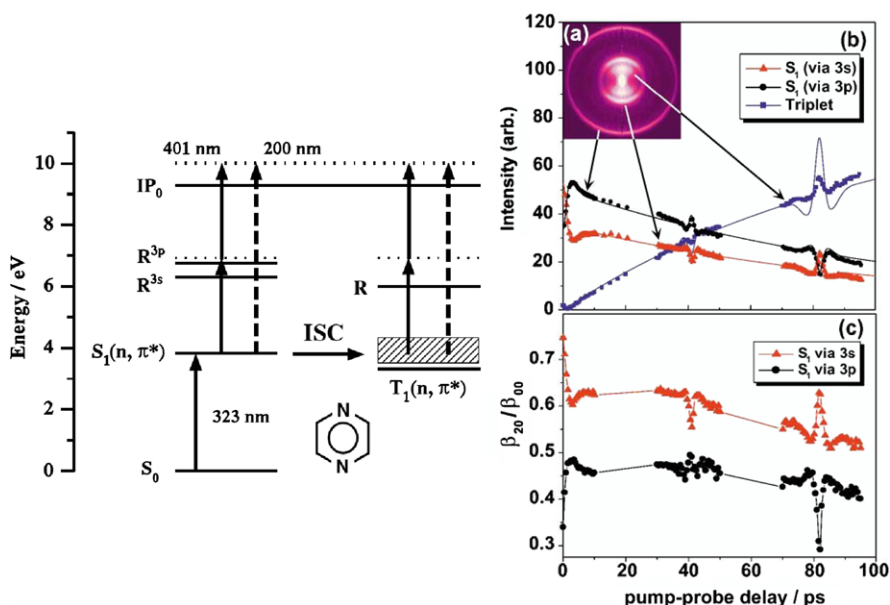 401 nm 200 nm
10
8
6
4
2
0
Energy / eV
IP0
R3p
R3s
S1(n, π*)
S0
323 nm
ISC
R
T1(n, π*)
N
N
(a)
(b)
S1 (via 3s)
S1 (via 3p)
Triplet
120
100
80
60
40
20
0
Intensity (arb.)
(c)
S1 via 3s
S1 via 3p
0.7
0.6
0.5
0.4
0.3
β20/β00
0 20 40 60 80 100
pump-probe delay / ps